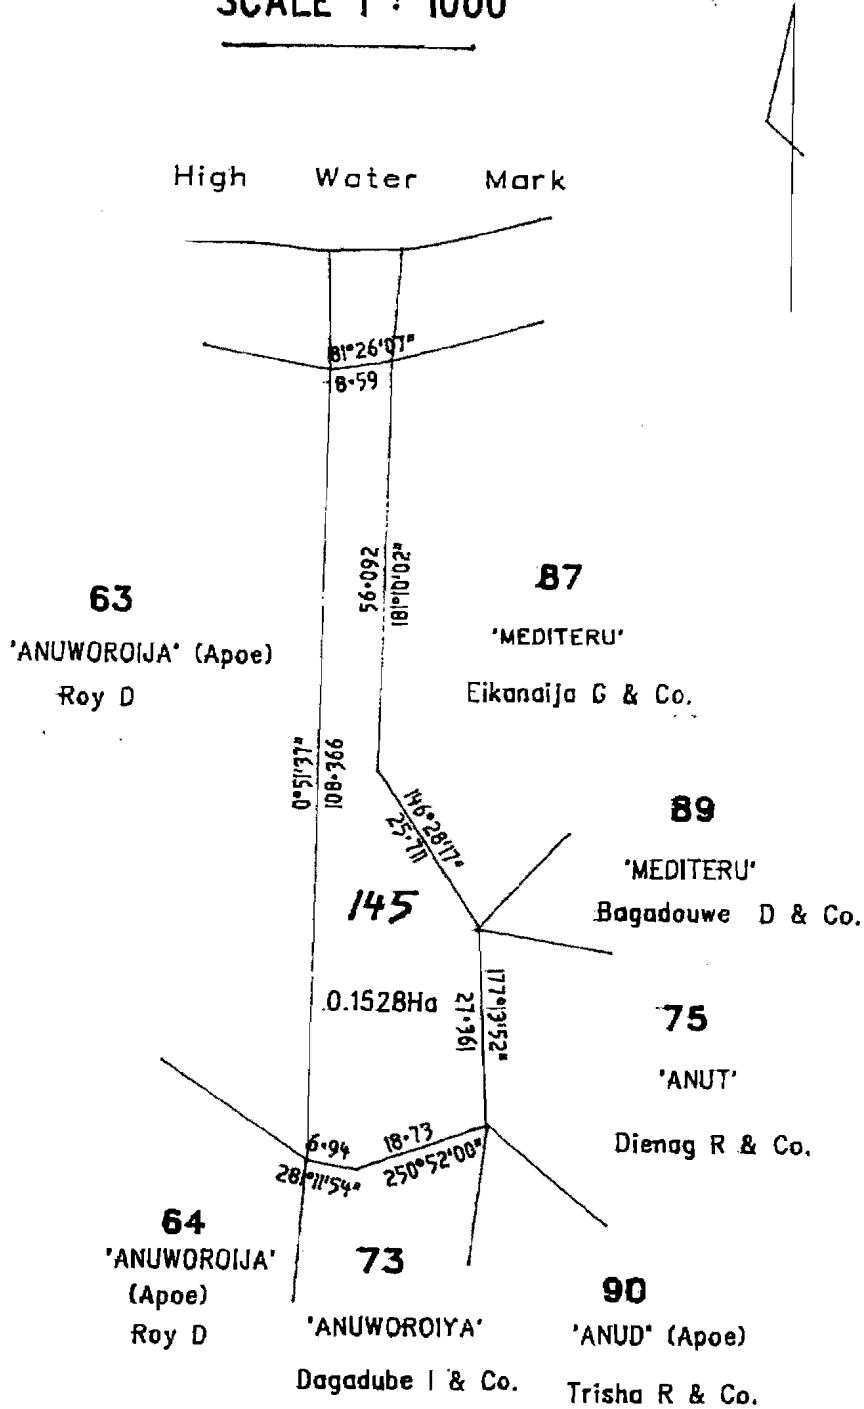 SCALE 1 : 1000
High Water Mark
81°26'07"
8·59
56·092
181°10'02"
87
'MEDITERU'
Eikanaija G & Co.
63
'ANUWOROIJA' (Apoe)
Roy D
0°51'37"
108·366
146°28'17"
25·711
89
'MEDITERU'
Bagadouwe D & Co.
145
0.1528Ha
177°13'52"
27·361
75
'ANUT'
Dienag R & Co.
6·94
281°11'54"
18·73
250°52'00"
64
'ANUWOROIJA'
(Apoe)
Roy D
73
'ANUWOROIYA'
Dagadube I & Co.
90
'ANUD' (Apoe)
Trisha R & Co.